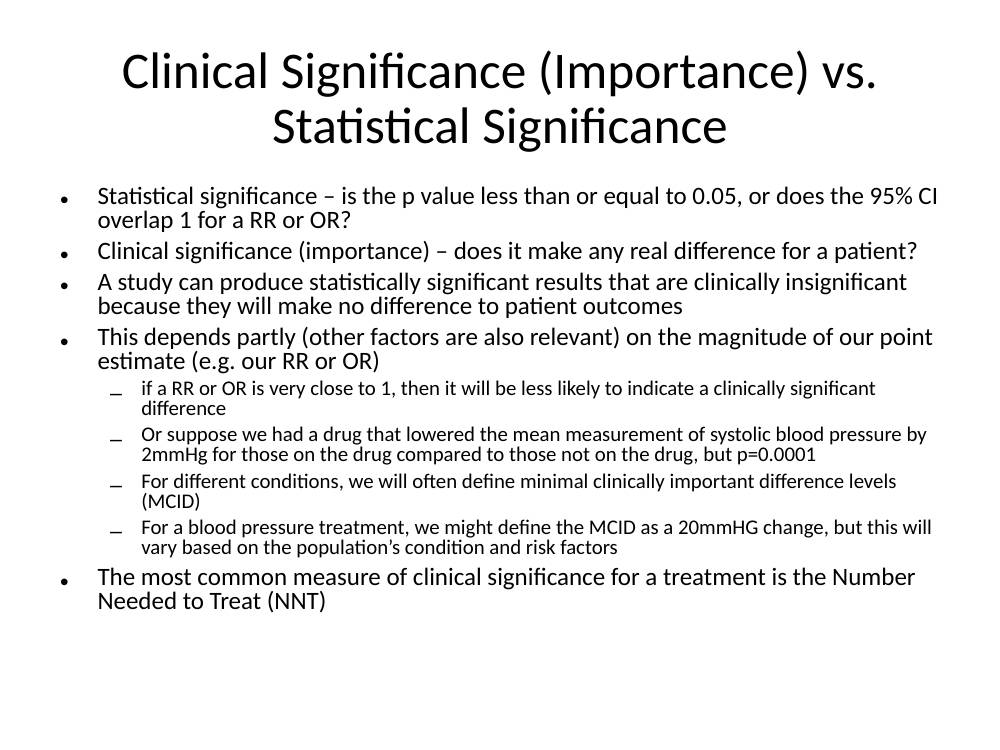 Clinical Significance (Importance) vs.
Statistical Significance
• Statistical significance – is the p value less than or equal to 0.05, or does the 95% CI
overlap 1 for a RR or OR?
• Clinical significance (importance) – does it make any real difference for a patient?
• A study can produce statistically significant results that are clinically insignificant
because they will make no difference to patient outcomes
• This depends partly (other factors are also relevant) on the magnitude of our point
estimate (e.g. our RR or OR)
– if a RR or OR is very close to 1, then it will be less likely to indicate a clinically significant
difference
– Or suppose we had a drug that lowered the mean measurement of systolic blood pressure by
2mmHg for those on the drug compared to those not on the drug, but p=0.0001
– For different conditions, we will often define minimal clinically important difference levels
(MCID)
– For a blood pressure treatment, we might define the MCID as a 20mmHG change, but this will
vary based on the population’s condition and risk factors
• The most common measure of clinical significance for a treatment is the Number
Needed to Treat (NNT)